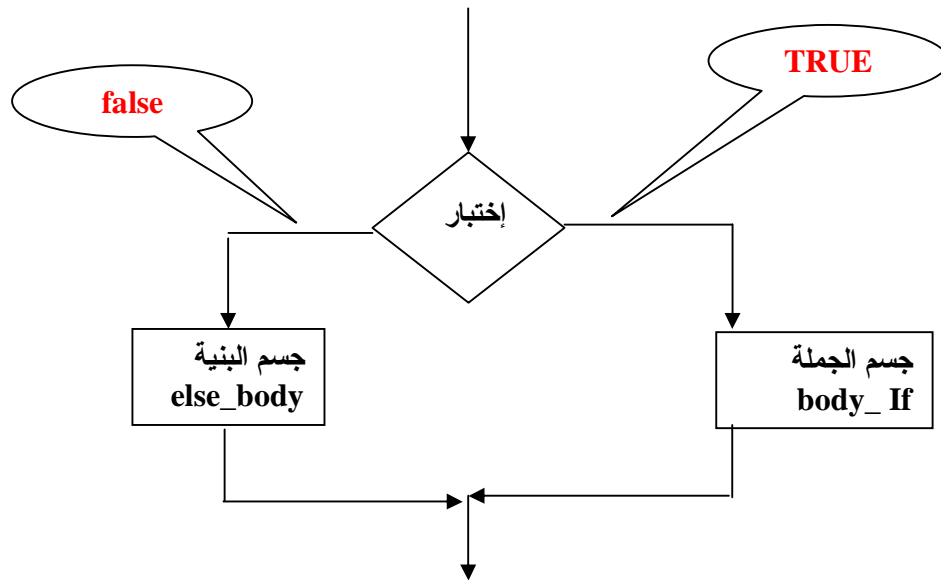 TRUE
false
إختبار
جسم البنية
else_body
جسم الجملة
body_ If